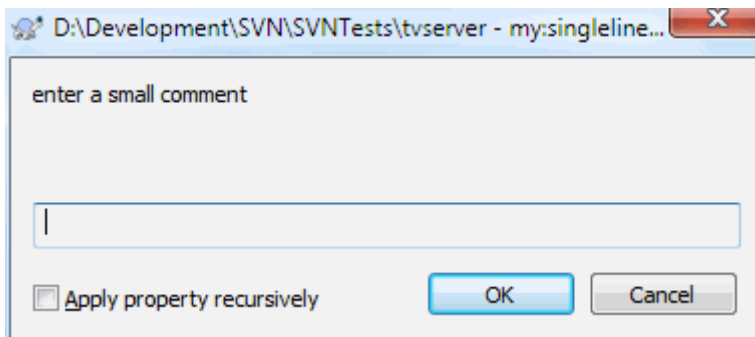 D:\Development\SVN\SVNTests\tvserver - my:singleline...
enter a small comment
Apply property recursively
OK
Cancel